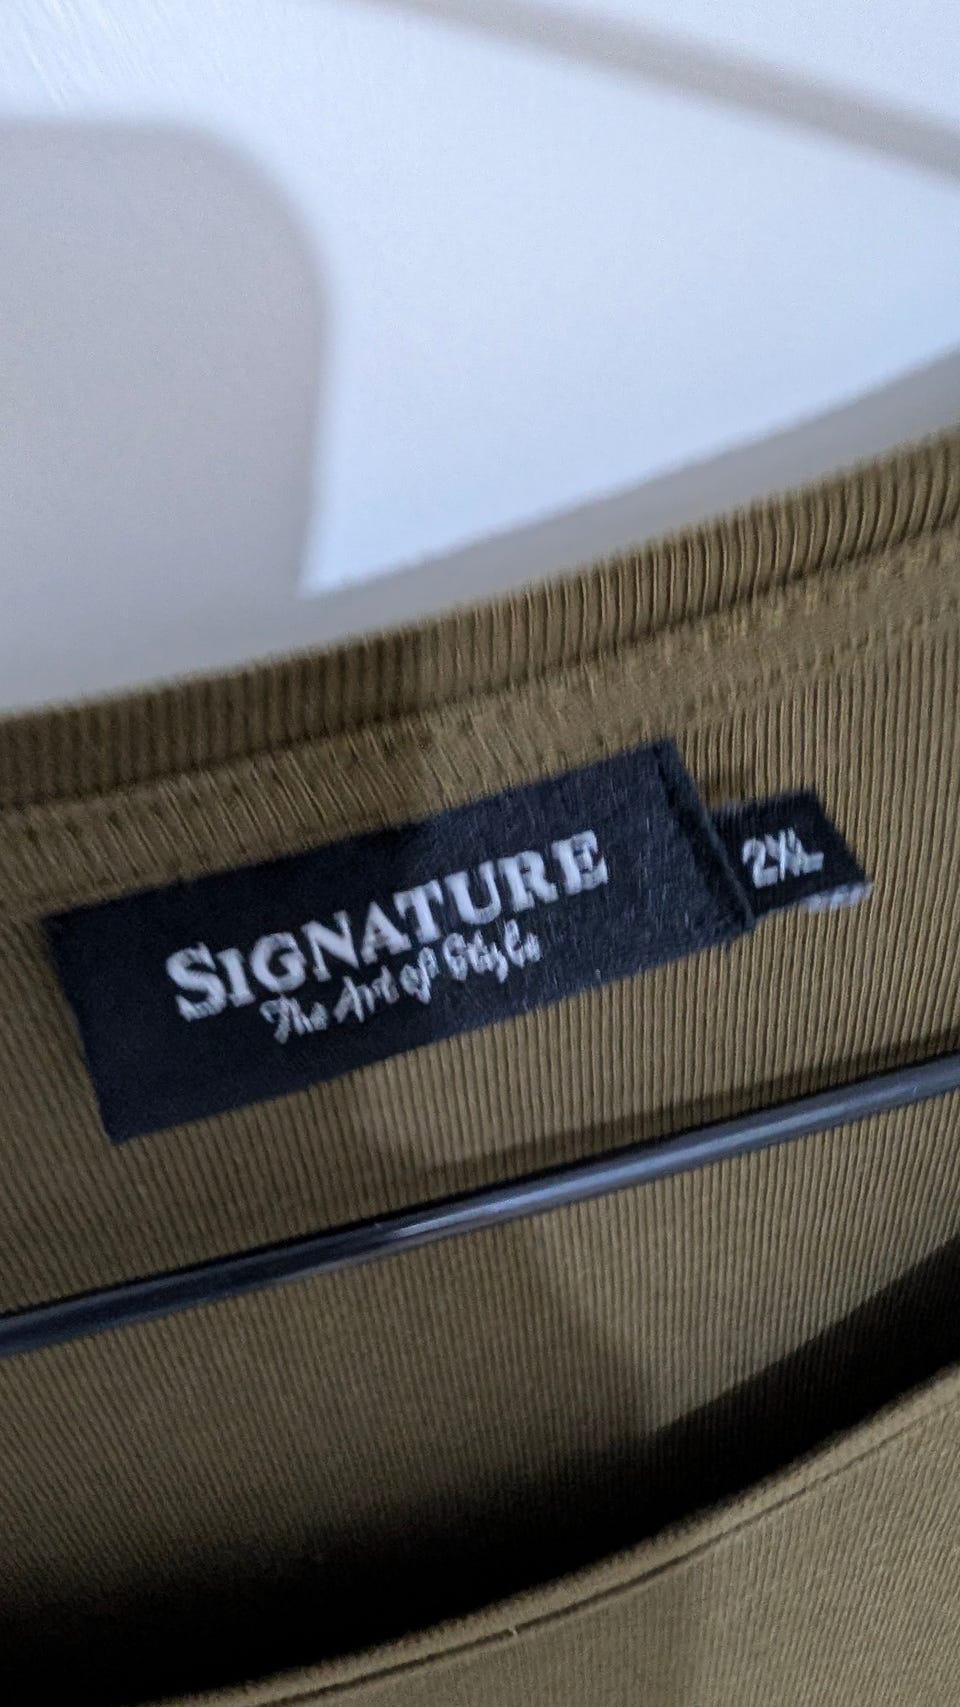 SIGNATURE
The Art of Style
2XL